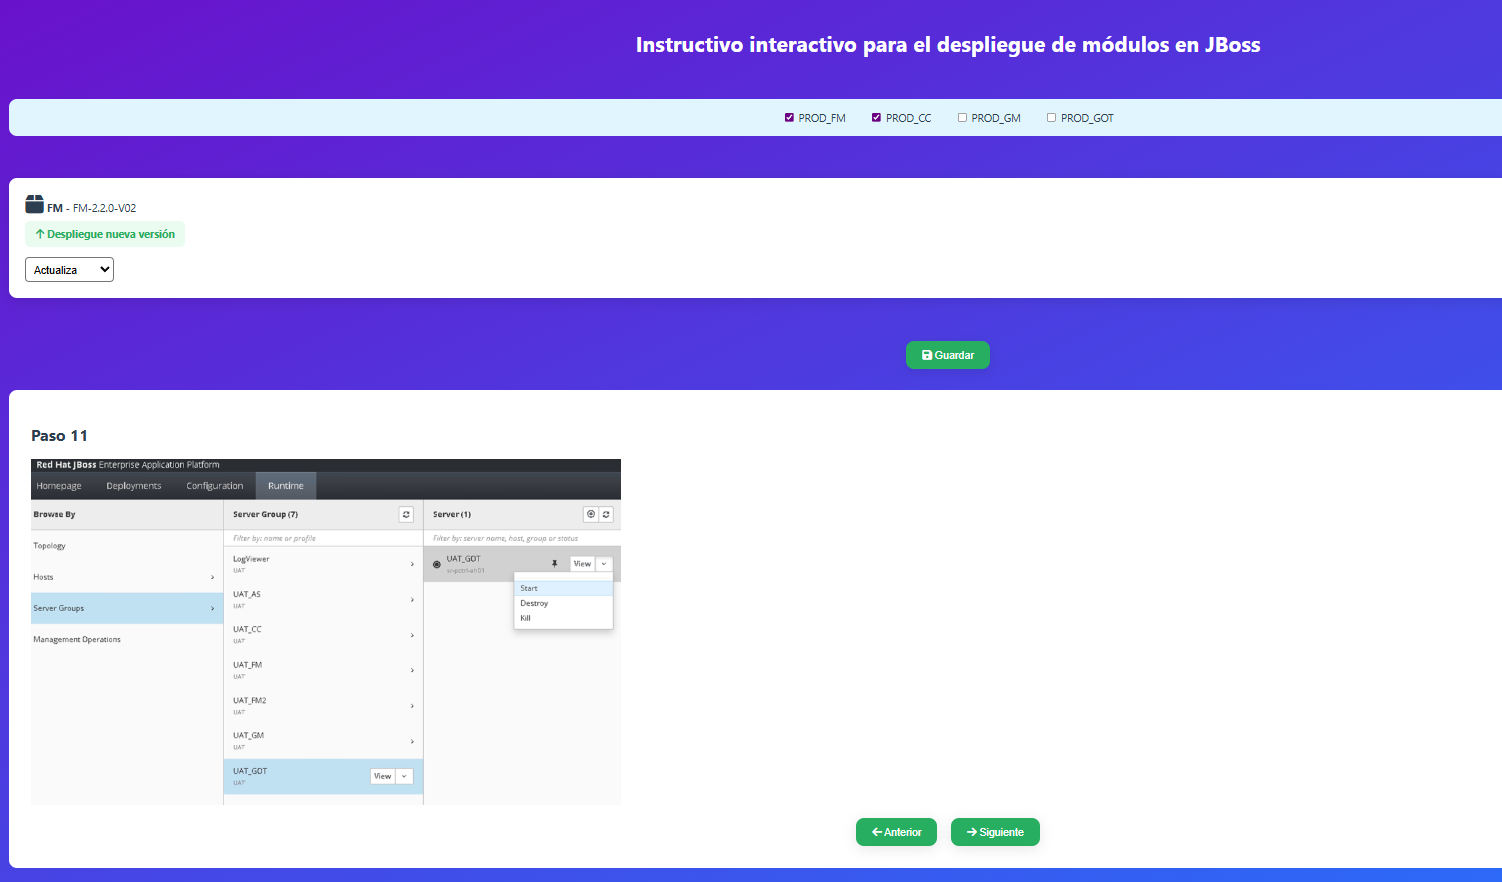 Instructivo interactivo para el despliegue de módulos en JBoss
PROD_FM PROD_CC PROD_GM PROD_GOT
FM - FM-2.2.0-V02
Despliegue nueva versión
Actualiza
Guardar
Paso 11
Red Hat JBoss Enterprise Application Platform
Homepage Deployments Configuration Runtime
Browse By
Topology
Hosts
Server Groups
Management Operations
Server Group (7)
Filter by: name or profile
LogViewer
UAT
UAT_AS
UAT
UAT_CC
UAT
UAT_FM
UAT
UAT_FM2
UAT
UAT_GM
UAT
UAT_GDT
UAT
View
Server (1)
Filter by: server name, host, group or status
UAT_GDT
View
Start
Destroy
Kill
Anterior
Siguiente